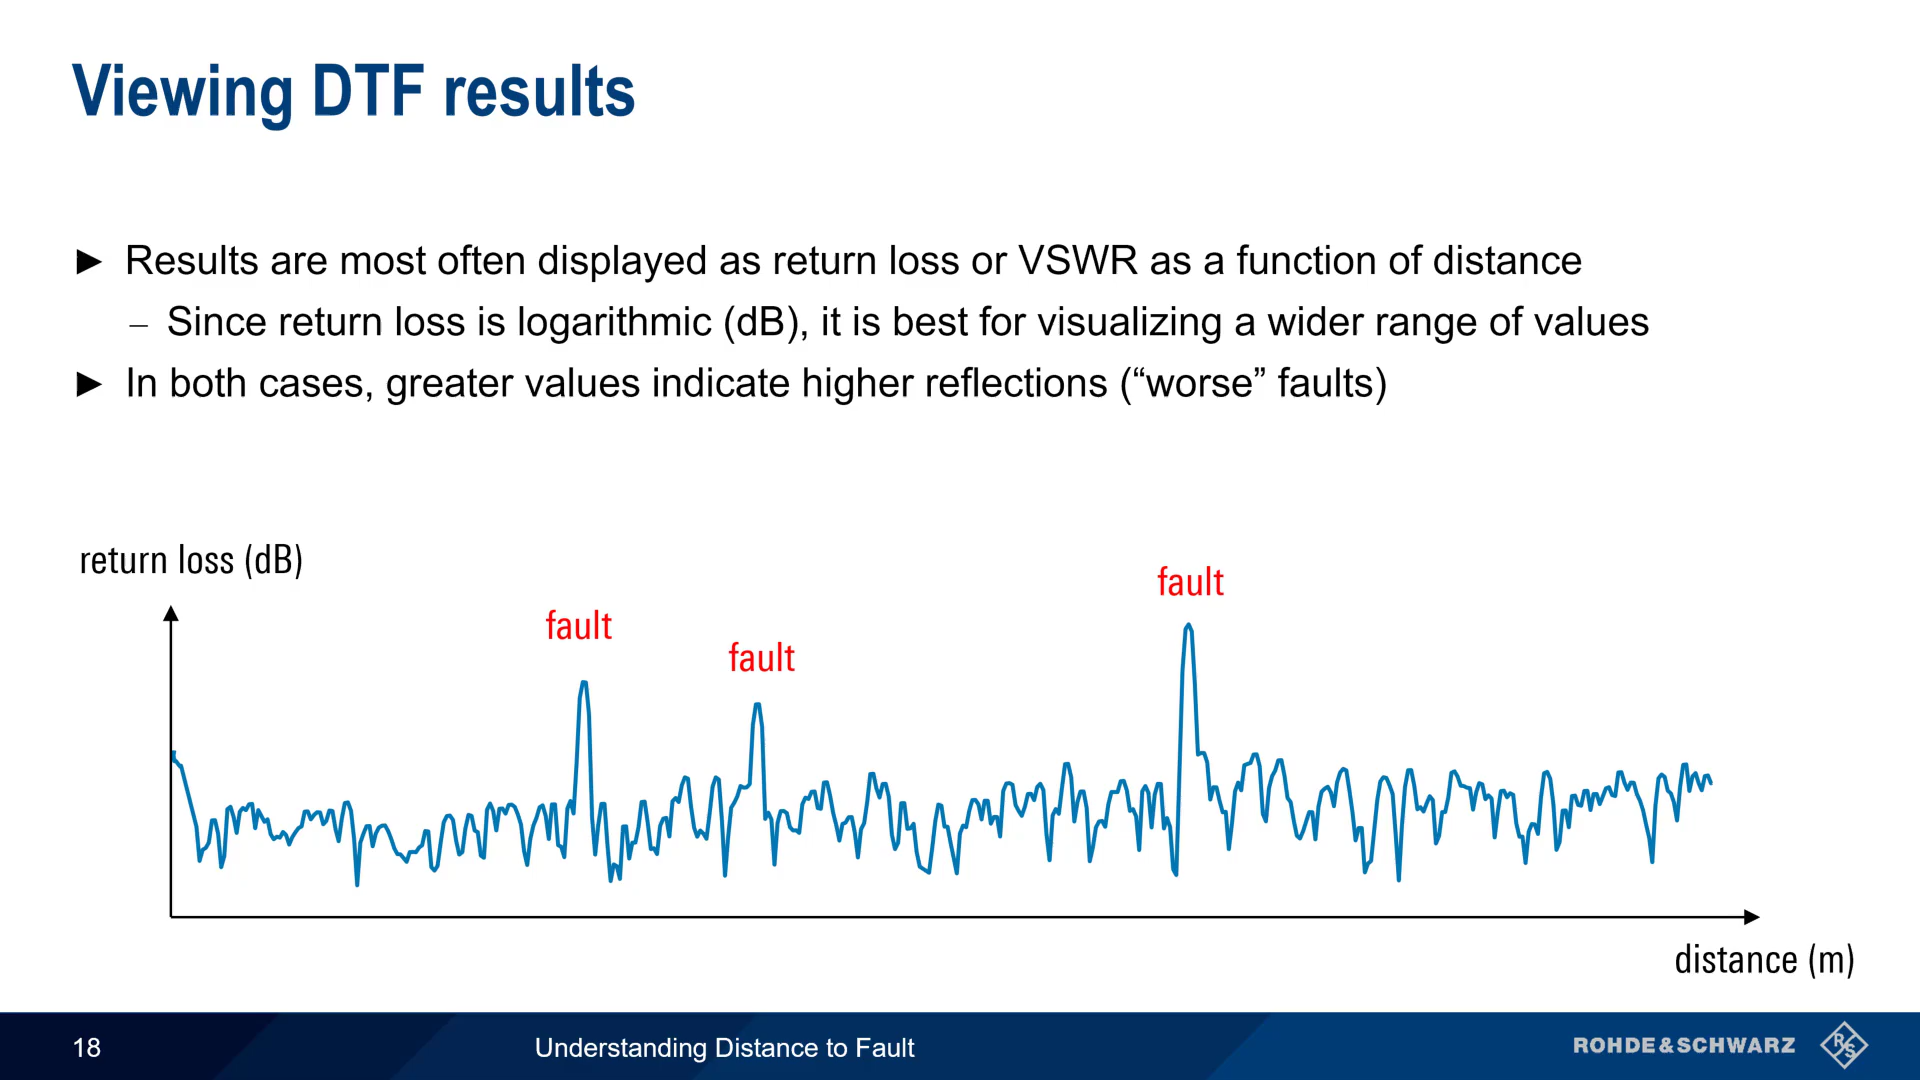 Viewing DTF results
► Results are most often displayed as return loss or VSWR as a function of distance
– Since return loss is logarithmic (dB), it is best for visualizing a wider range of values
► In both cases, greater values indicate higher reflections (“worse” faults)
return loss (dB)
fault
fault
fault
distance (m)
18
Understanding Distance to Fault
ROHDE&SCHWARZ
R&S